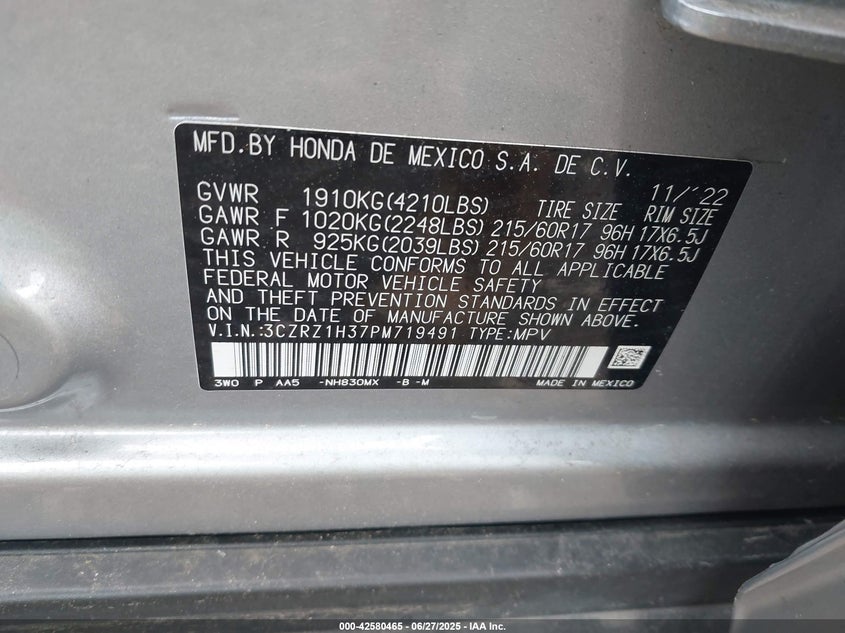 MFD.BY HONDA DE MEXICO S.A. DE C.V.
11/'22
GVWR 1910KG(4210LBS) TIRE SIZE RIM SIZE
GAWR F 1020KG(2248LBS) 215/60R17 96H 17X6.5J
GAWR R 925KG(2039LBS) 215/60R17 96H 17X6.5J
THIS VEHICLE CONFORMS TO ALL APPLICABLE
FEDERAL MOTOR VEHICLE SAFETY
AND THEFT PREVENTION STANDARDS IN EFFECT
ON THE DATE OF MANUFACTURE SHOWN ABOVE.
V.I.N.:3CZRZ1H37PM719491 TYPE:MPV
3W0 P AA5 -NH830MX -B -M MADE IN MEXICO
000-42580465 - 06/27/2025 - IAA Inc.